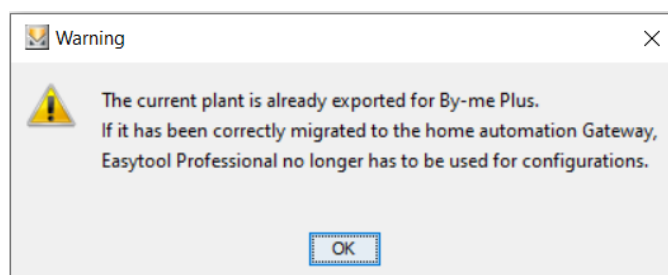 Warning
The current plant is already exported for By-me Plus.
If it has been correctly migrated to the home automation Gateway,
Easytool Professional no longer has to be used for configurations.
OK